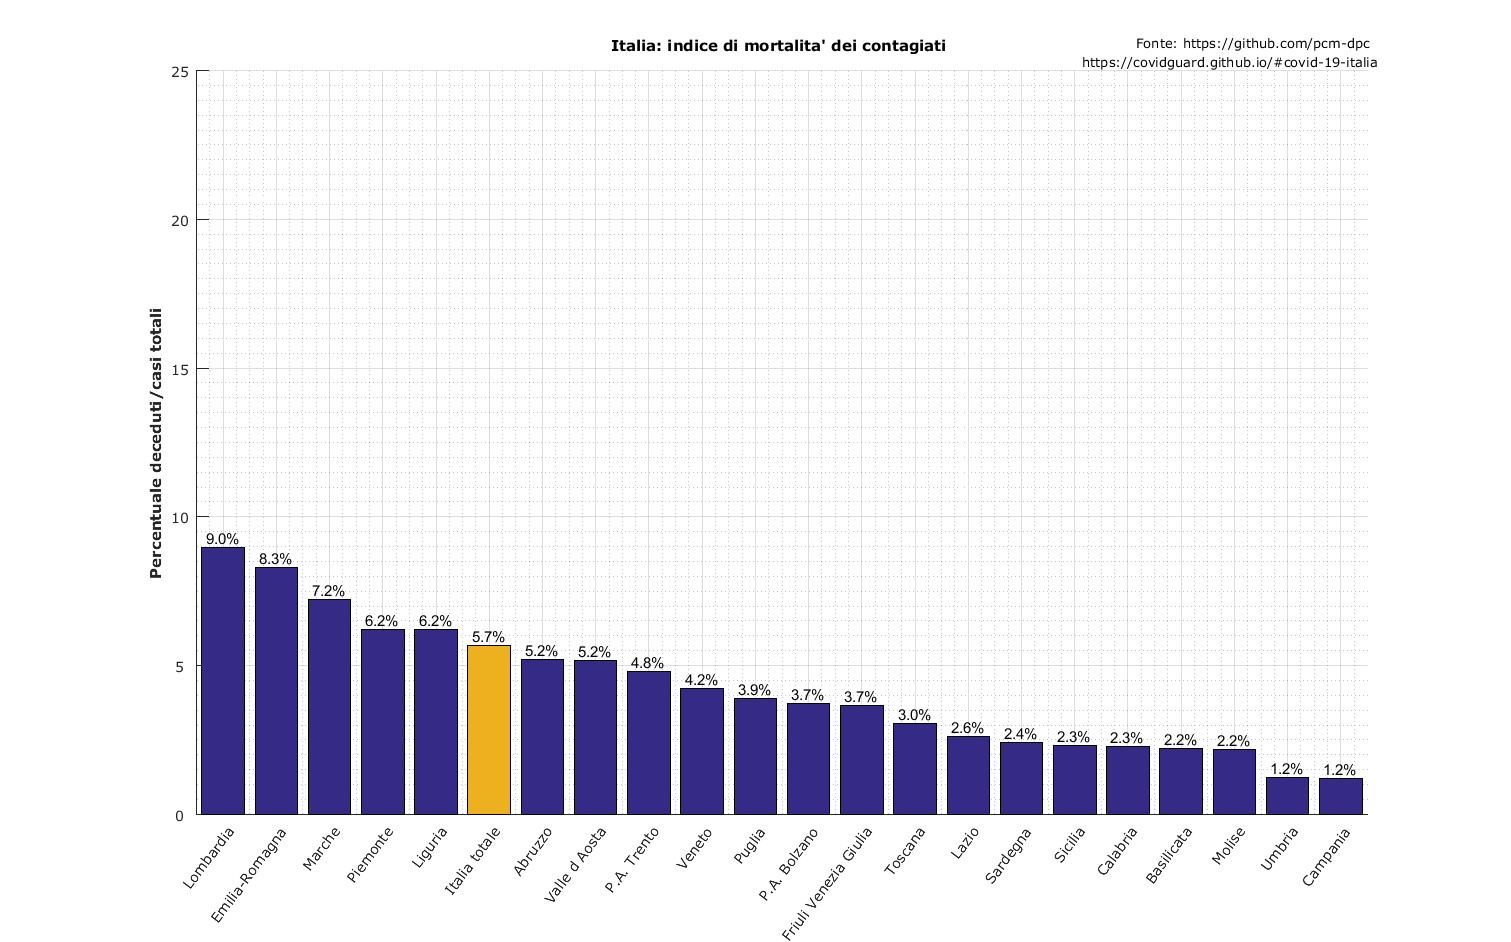 Italia: indice di mortalita' dei contagiati
Fonte: https://github.com/pcm-dpc
https://covidguard.github.io/#covid-19-italia
Percentuale deceduti/casi totali
25
20
15
10
5
0
9.0%
8.3%
7.2%
6.2%
6.2%
5.7%
5.2%
5.2%
4.8%
4.2%
3.9%
3.7%
3.7%
3.0%
2.6%
2.4%
2.3%
2.3%
2.2%
2.2%
1.2%
1.2%
Lombardia
Emilia-Romagna
Marche
Piemonte
Liguria
Italia totale
Abruzzo
Valle d Aosta
P.A. Trento
Veneto
Puglia
P.A. Bolzano
Friuli Venezia Giulia
Toscana
Lazio
Sardegna
Sicilia
Calabria
Basilicata
Molise
Umbria
Campania